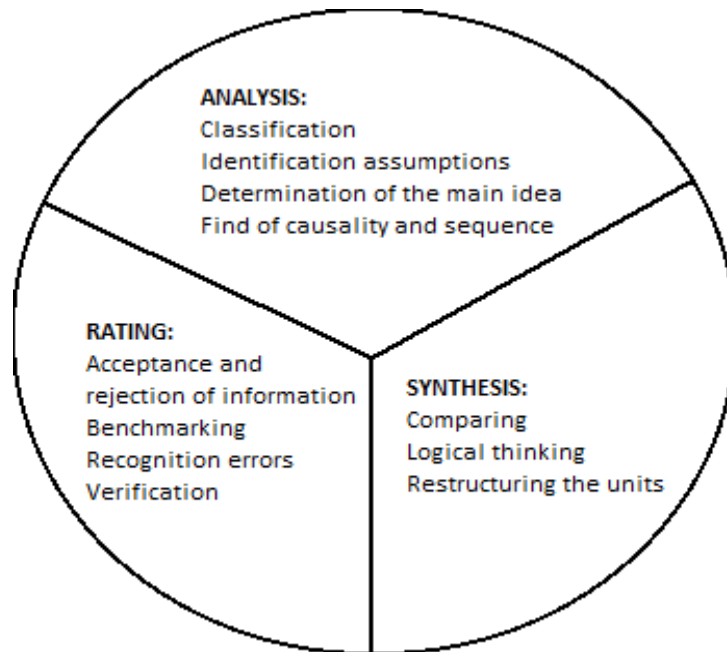 ANALYSIS:
Classification
Identification assumptions
Determination of the main idea
Find of causality and sequence
RATING:
Acceptance and
rejection of information
Benchmarking
Recognition errors
Verification
SYNTHESIS:
Comparing
Logical thinking
Restructuring the units